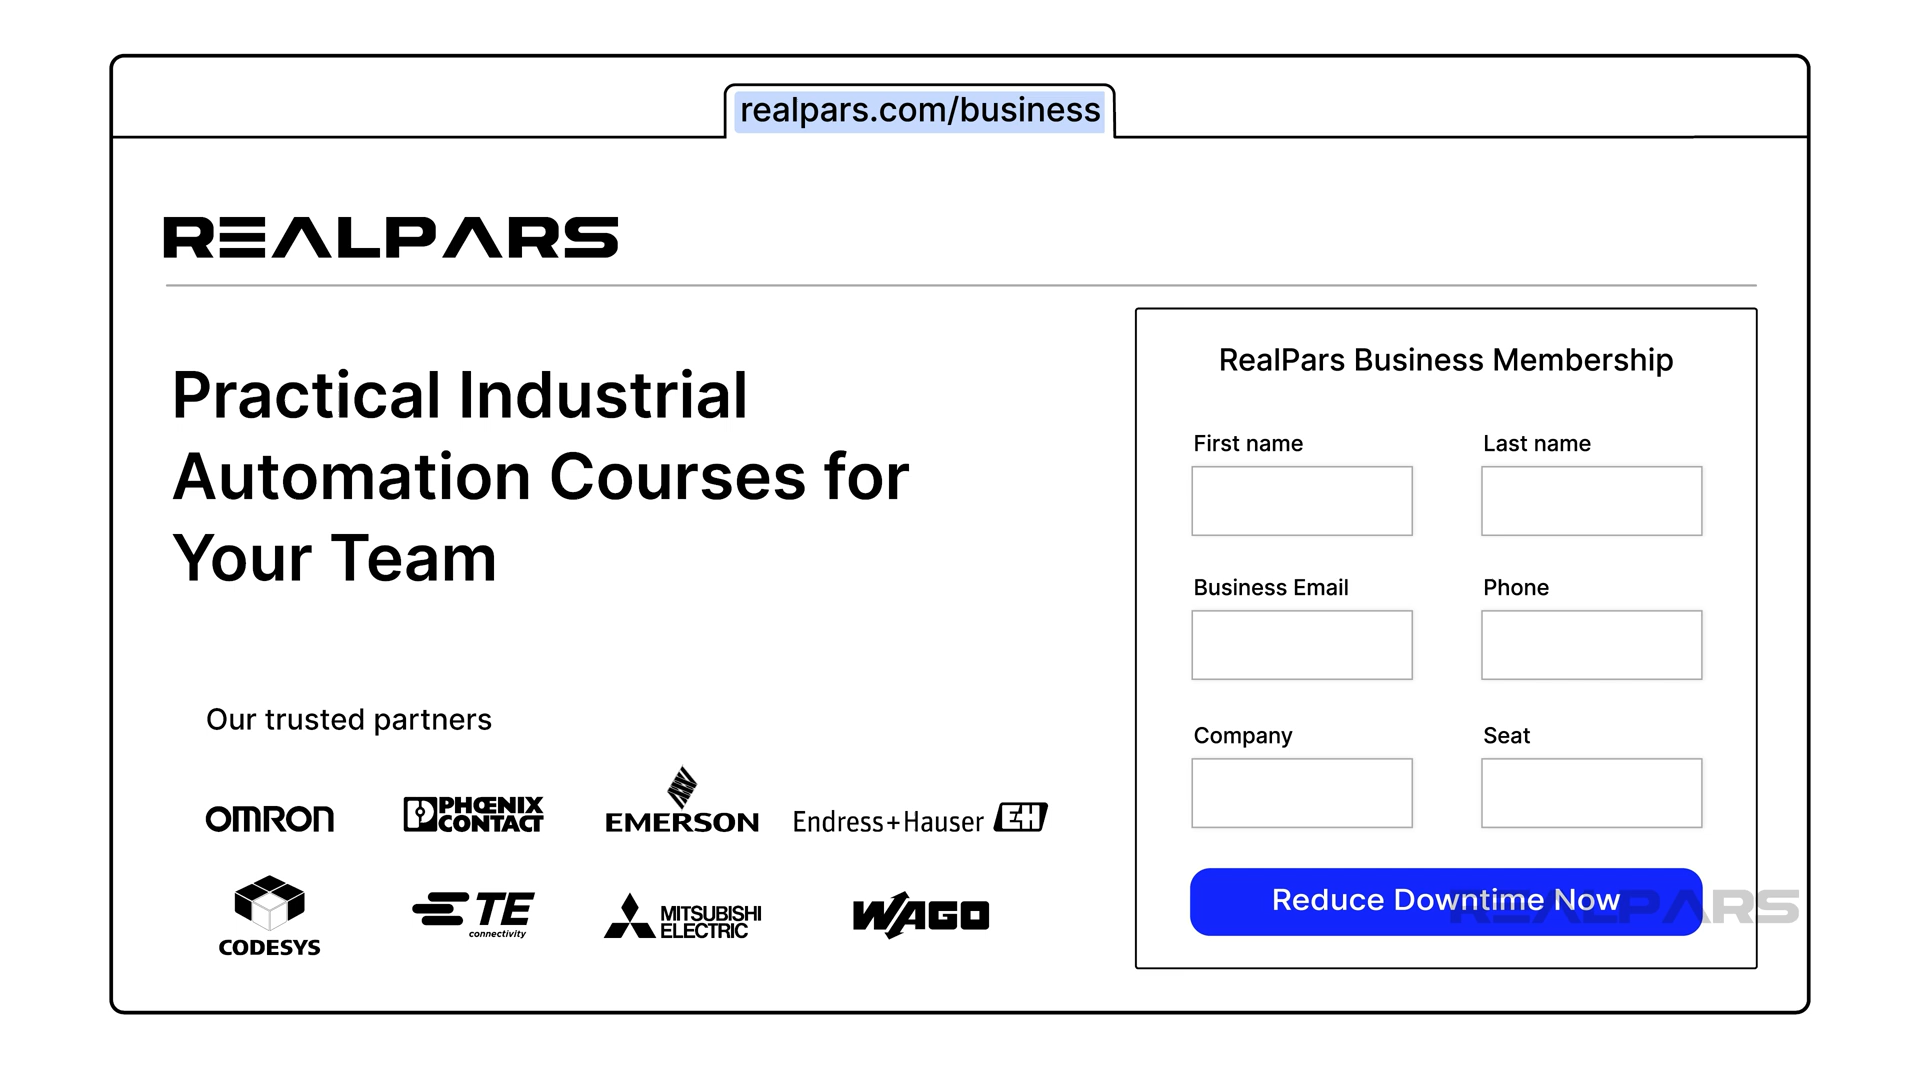 realpars.com/business
REALPARS
Practical Industrial
Automation Courses for
Your Team
Our trusted partners
OMRON
PHŒNIX
CONTACT
EMERSON
Endress+Hauser EH
CODESYS
TE
connectivity
MITSUBISHI
ELECTRIC
WAGO
RealPars Business Membership
First name
Last name
Business Email
Phone
Company
Seat
Reduce Downtime Now
REALPARS